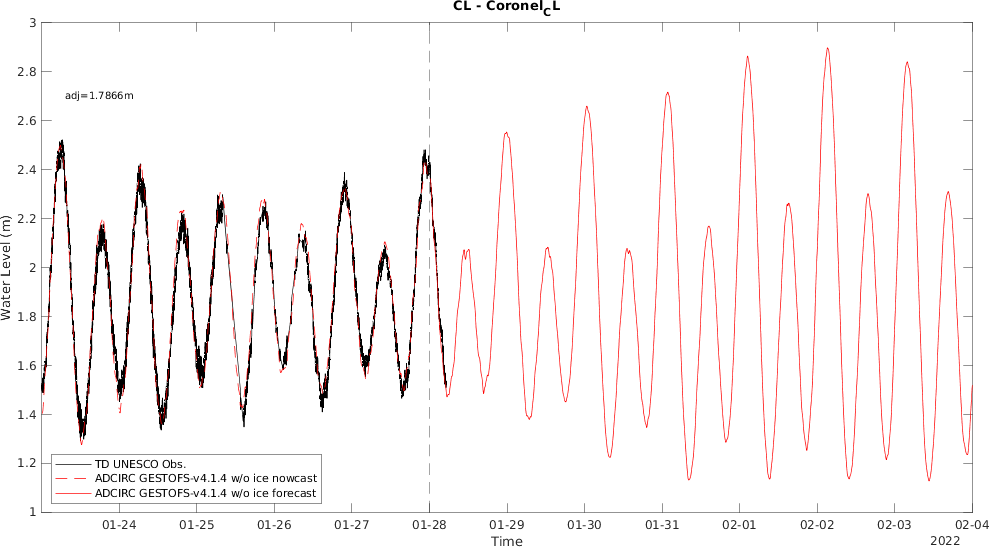 CL - Coronel_CL
3
2.8
2.6
2.4
2.2
2
1.8
1.6
1.4
1.2
1
Water Level (m)
adj=1.7866m
TD UNESCO Obs.
ADCIRC GESTOFS-v4.1.4 w/o ice nowcast
ADCIRC GESTOFS-v4.1.4 w/o ice forecast
01-24 01-25 01-26 01-27 01-28 01-29 01-30 01-31 02-01 02-02 02-03 02-04
Time
2022